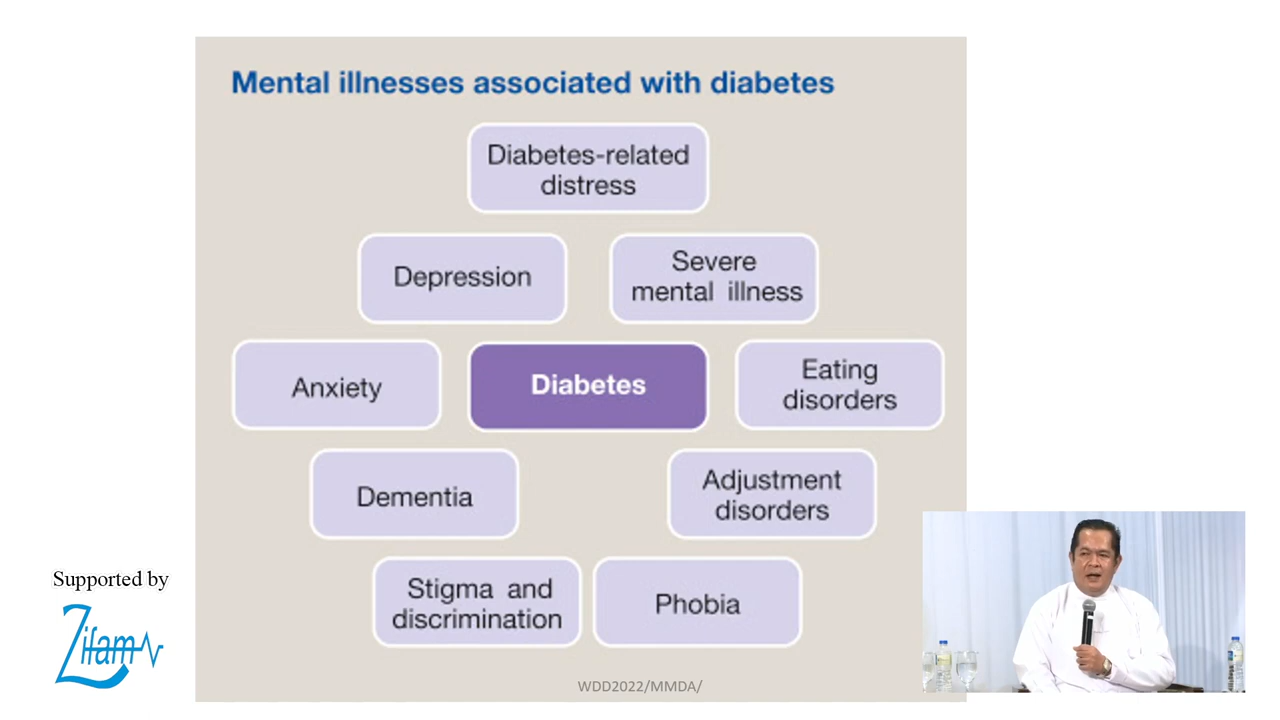 Mental illnesses associated with diabetes
Diabetes-related
distress
Depression
Severe
mental illness
Anxiety
Diabetes
Eating
disorders
Dementia
Adjustment
disorders
Stigma and
discrimination
Phobia
Supported by
Zifam
WDD2022/MMDA/